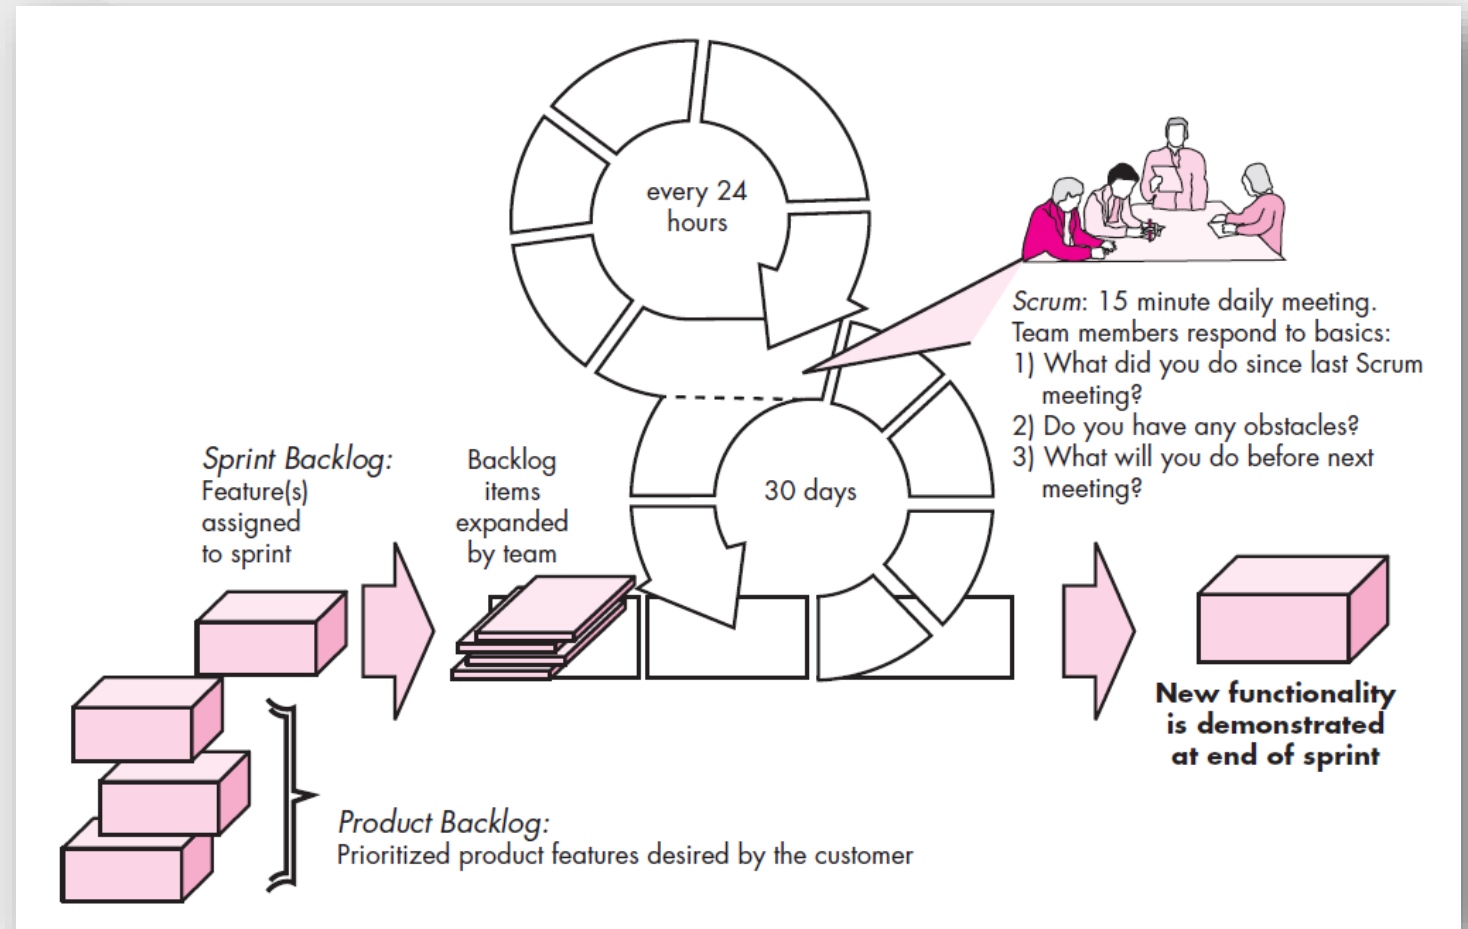 every 24
hours
Scrum: 15 minute daily meeting.
Team members respond to basics:
1) What did you do since last Scrum
meeting?
2) Do you have any obstacles?
3) What will you do before next
meeting?
Sprint Backlog:
Feature(s)
assigned
to sprint
Backlog
items
expanded
by team
30 days
New functionality
is demonstrated
at end of sprint
Product Backlog:
Prioritized product features desired by the customer